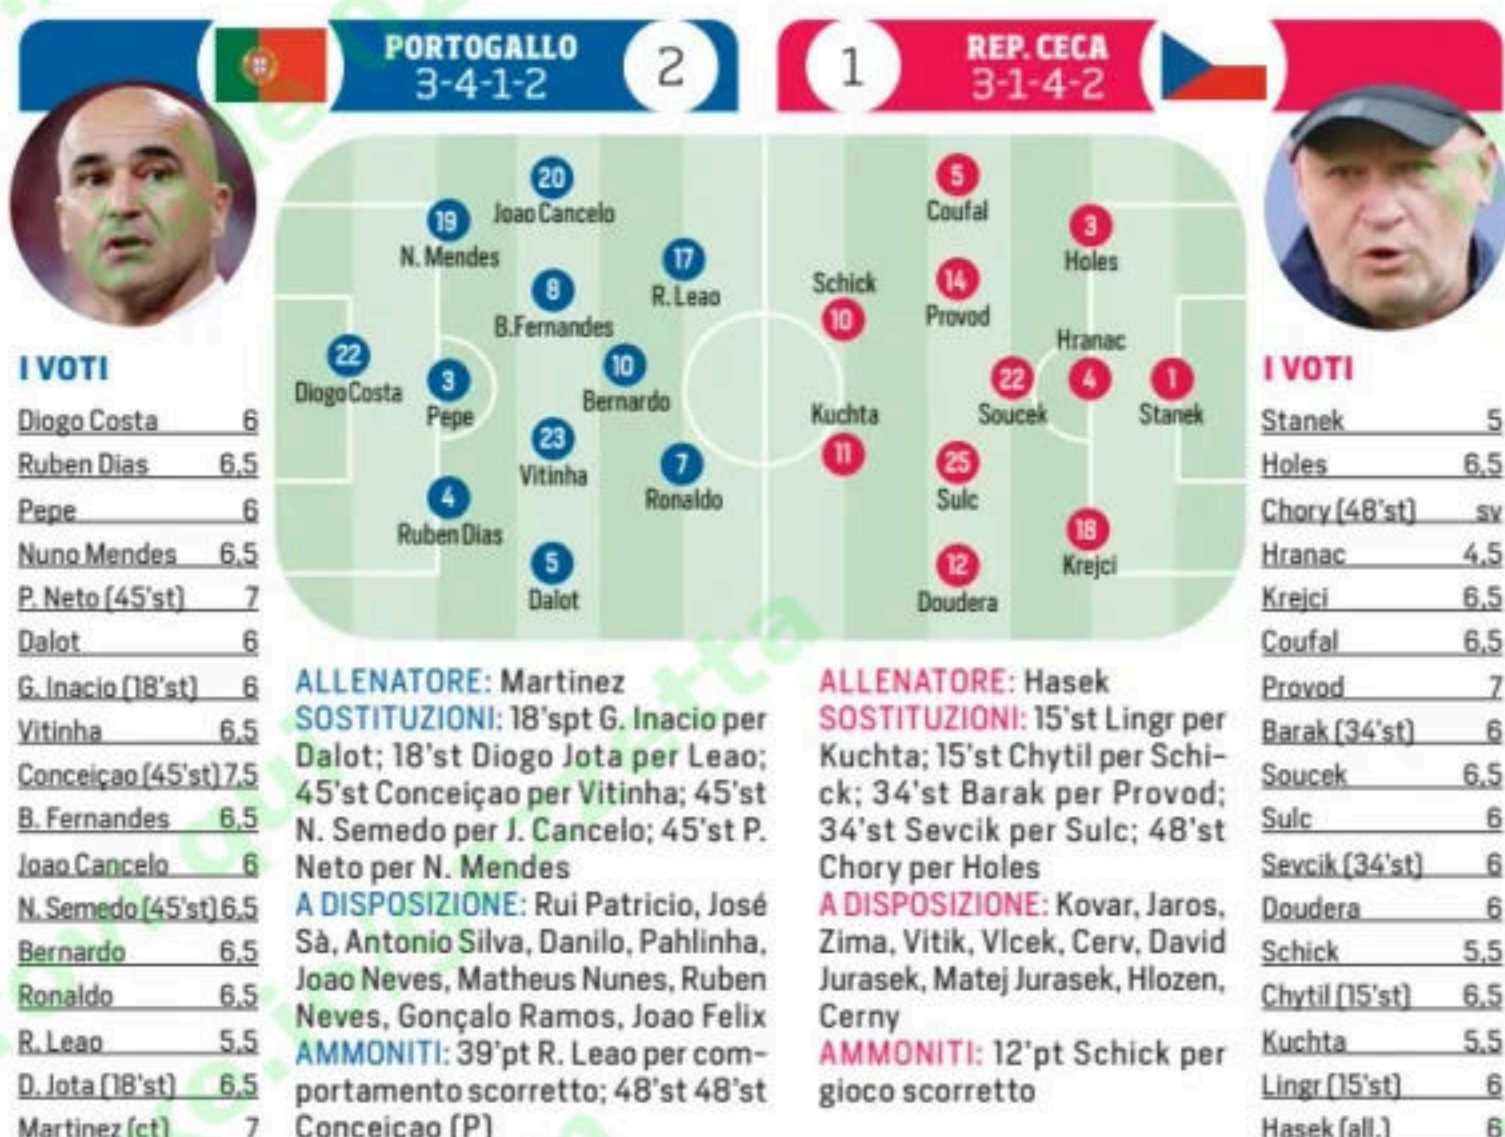 PORTOGALLO
3-4-1-2
2
1
REP. CECA
3-1-4-2
20
Joao Cancelo
19
N. Mendes
17
R. Leao
8
B.Fernandes
22
Diogo Costa
3
Pepe
10
Bernardo
23
Vitinha
7
Ronaldo
4
Ruben Dias
5
Dalot
5
Coufal
3
Holes
14
Provod
Schick
10
Hranac
4
22
Soucek
1
Stanek
Kuchta
11
25
Sulc
18
Krejci
12
Doudera
I VOTI
Diogo Costa 6
Ruben Dias 6,5
Pepe 6
Nuno Mendes 6,5
P. Neto (45'st) 7
Dalot 6
G. Inacio (18'st) 6
Vitinha 6,5
Conceiçao (45'st) 7,5
B. Fernandes 6,5
Joao Cancelo 6
N. Semedo (45'st) 6,5
Bernardo 6,5
Ronaldo 6,5
R. Leao 5,5
D. Jota (18'st) 6,5
Martinez (ct) 7
ALLENATORE: Martinez
SOSTITUZIONI: 18'spt G. Inacio per
Dalot; 18'st Diogo Jota per Leao;
45'st Conceiçao per Vitinha; 45'st
N. Semedo per J. Cancelo; 45'st P.
Neto per N. Mendes
A DISPOSIZIONE: Rui Patricio, José
Sà, Antonio Silva, Danilo, Pahlinha,
Joao Neves, Matheus Nunes, Ruben
Neves, Gonçalo Ramos, Joao Felix
AMMONITI: 39'pt R. Leao per com-
portamento scorretto; 48'st 48'st
Conceiçao (P)
ALLENATORE: Hasek
SOSTITUZIONI: 15'st Lingr per
Kuchta; 15'st Chytil per Schi-
ck; 34'st Barak per Provod;
34'st Sevcik per Sulc; 48'st
Chory per Holes
A DISPOSIZIONE: Kovar, Jaros,
Zima, Vitik, Vlcek, Cerv, David
Jurasek, Matej Jurasek, Hlozen,
Cerny
AMMONITI: 12'pt Schick per
gioco scorretto
I VOTI
Stanek 5
Holes 6,5
Chory (48'st) sv
Hranac 4,5
Krejci 6,5
Coufal 6,5
Provod 7
Barak (34'st) 6
Soucek 6,5
Sulc 6
Sevcik (34'st) 6
Doudera 6
Schick 5,5
Chytil (15'st) 6,5
Kuchta 5,5
Lingr (15'st) 6
Hasek (all.) 6